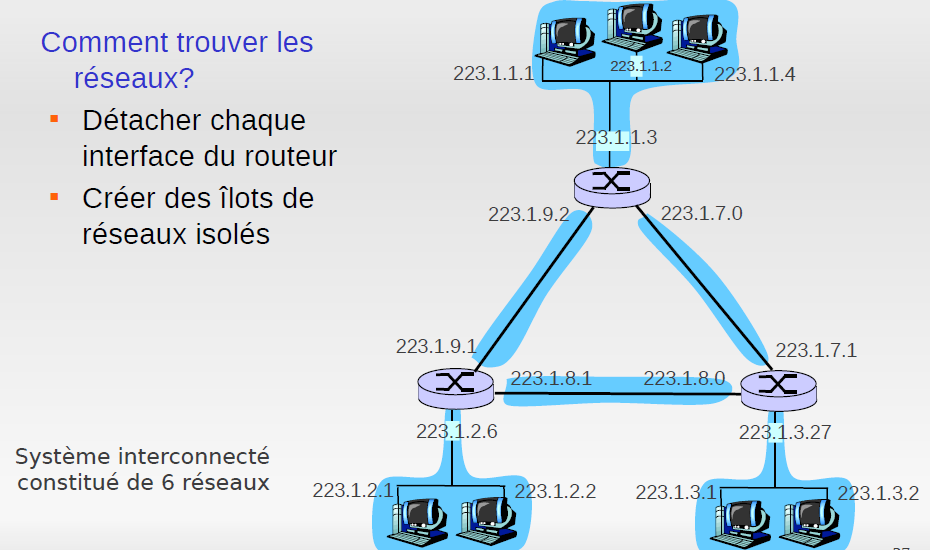 Comment trouver les
réseaux?
Détacher chaque
interface du routeur
Créer des îlots de
réseaux isolés
223.1.1.1
223.1.1.2
223.1.1.4
223.1.1.3
223.1.9.2
223.1.7.0
223.1.9.1
223.1.7.1
223.1.8.1
223.1.8.0
223.1.2.6
223.1.3.27
Système interconnecté
constitué de 6 réseaux
223.1.2.1
223.1.2.2
223.1.3.1
223.1.3.2